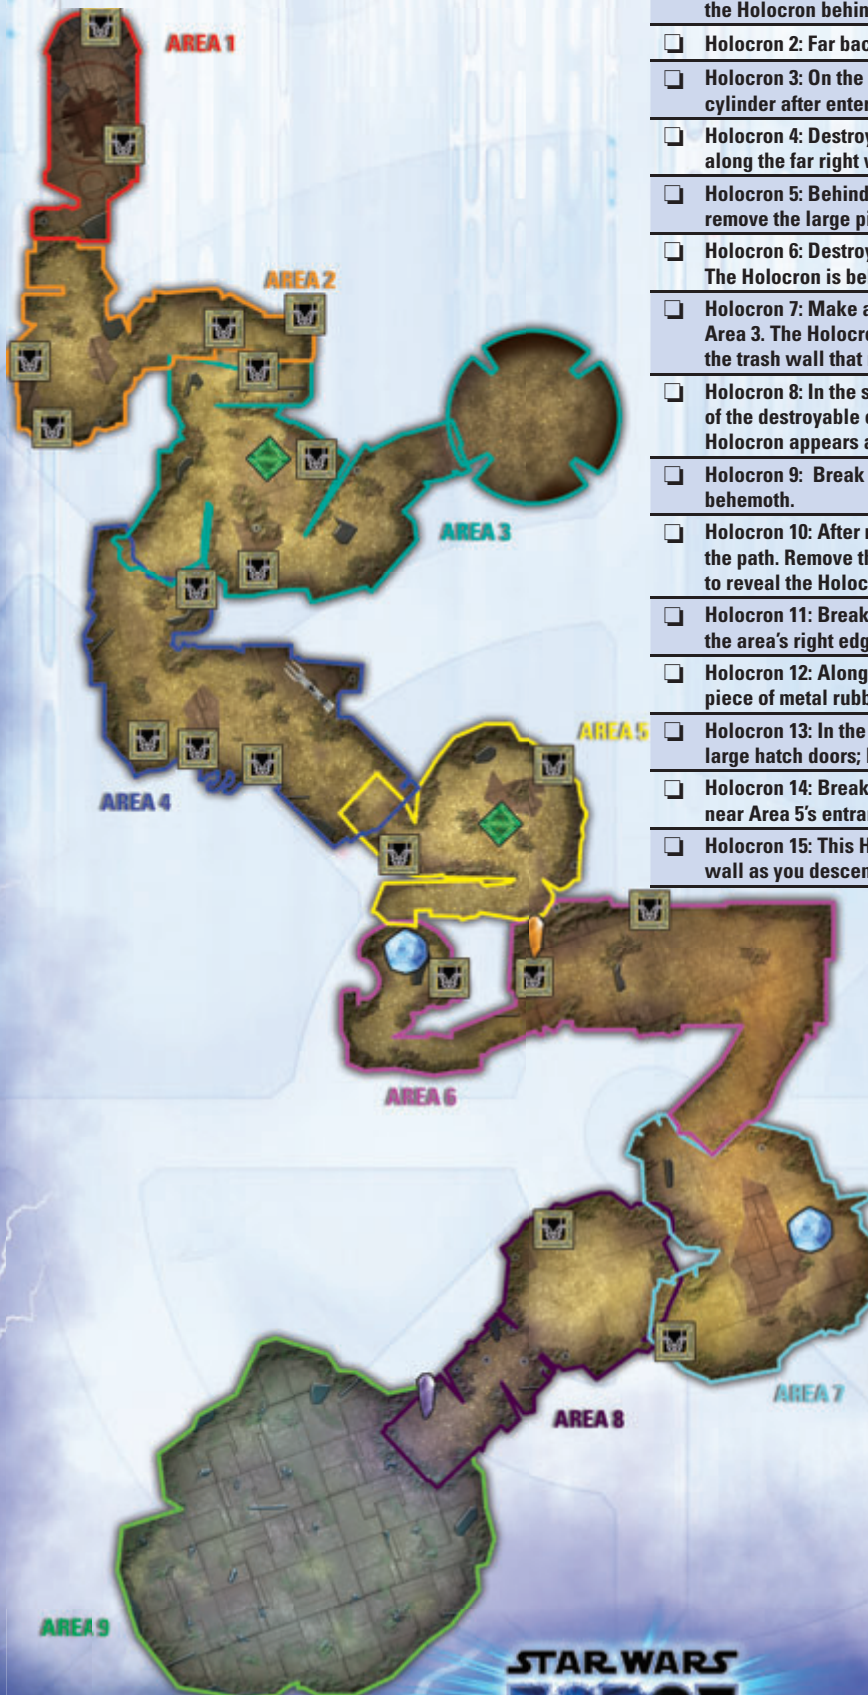 the Holocron behin
Holocron 2: Far bac
Holocron 3: On the
cylinder after enter
Holocron 4: Destroy
along the far right v
Holocron 5: Behind
remove the large pi
Holocron 6: Destroy
The Holocron is be
Holocron 7: Make a
Area 3. The Holocro
the trash wall that
Holocron 8: In the s
of the destroyable
Holocron appears a
Holocron 9: Break
behemoth.
Holocron 10: After
the path. Remove th
to reveal the Holoc
Holocron 11: Break
the area's right edg
Holocron 12: Along
piece of metal rubb
Holocron 13: In the
large hatch doors;
Holocron 14: Break
near Area 5's entra
Holocron 15: This H
wall as you descen
AREA 1
AREA 2
AREA 3
AREA 4
AREA 5
AREA 6
AREA 7
AREA 8
AREA 9
STAR WARS